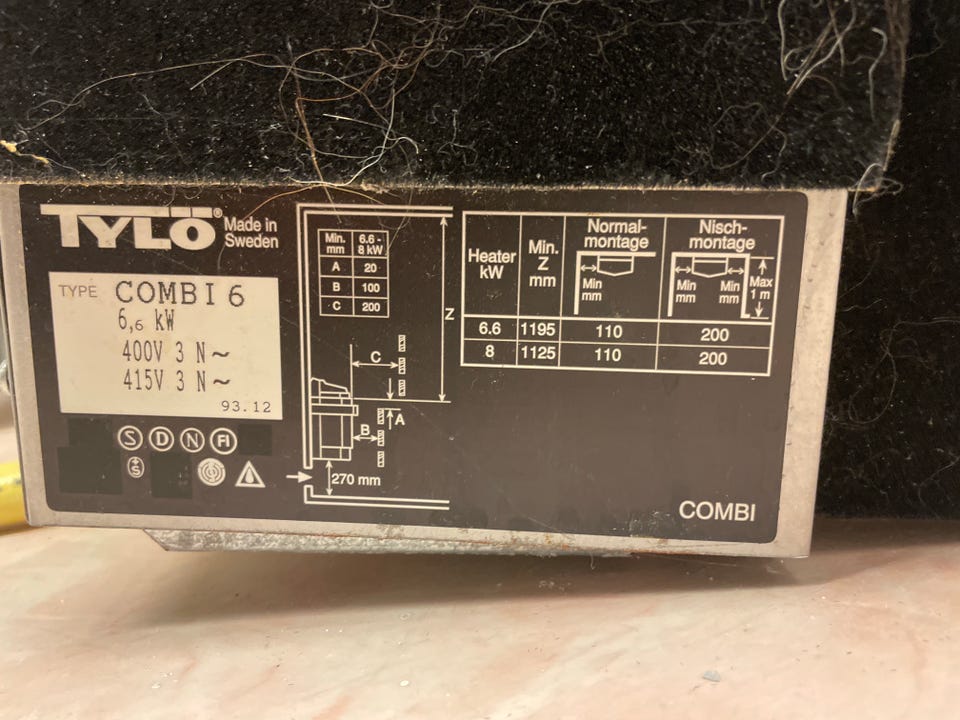 TYLÖ® Made in
Sweden
TYPE COMBI 6
6,6 kW
400V 3 N~
415V 3 N~
93.12
S D N FI
+S
Min. mm 6.6 - 8 kW
A 20
B 100
C 200
Z
C
A
B
270 mm
Heater kW Min. Z mm Normal-montage Nisch-montage
Min mm Min mm Min mm Max 1 m
6.6 1195 110 200
8 1125 110 200
COMBI